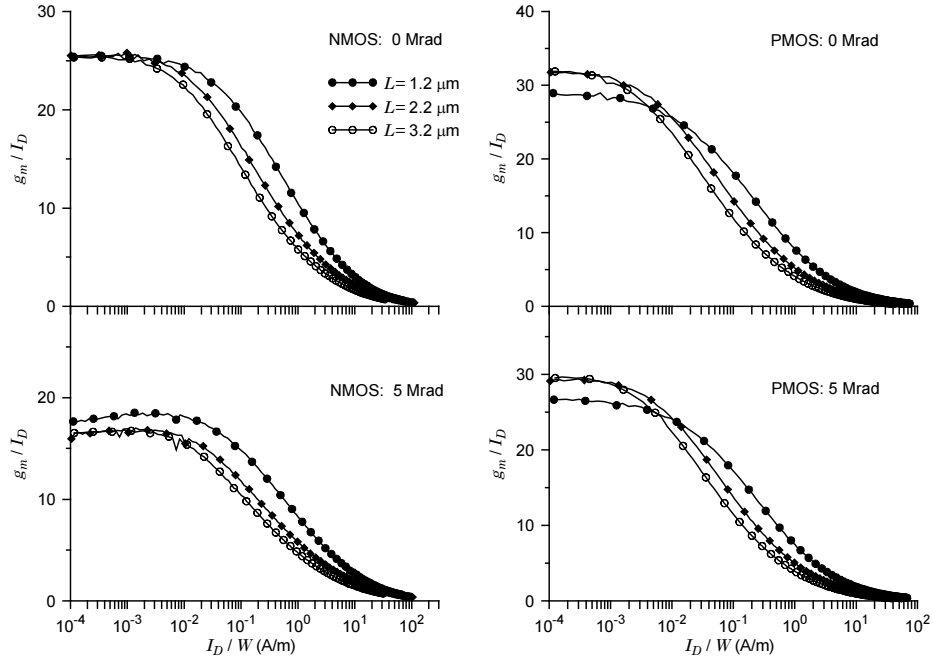 30
20
10
0
g_m / I_D
NMOS: 0 Mrad
L= 1.2 μm
L= 2.2 μm
L= 3.2 μm
40
30
20
10
0
g_m / I_D
PMOS: 0 Mrad
20
10
0
g_m / I_D
NMOS: 5 Mrad
10^-4 10^-3 10^-2 10^-1 10^0 10^1 10^2
I_D / W (A/m)
30
20
10
0
g_m / I_D
PMOS: 5 Mrad
10^-4 10^-3 10^-2 10^-1 10^0 10^1 10^2
I_D / W (A/m)